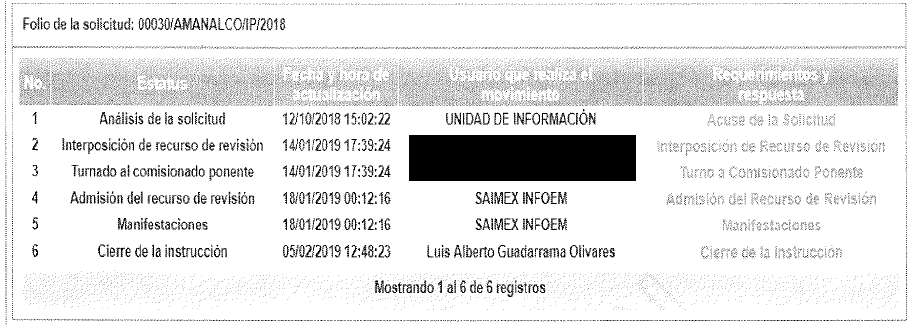 Folio de la solicitud: 00030/AMANALCO/IP/2018
No. Estatus Fecha y hora de actualización Usuario que realiza el movimiento Requerimientos y respuesta
1 Análisis de la solicitud 12/10/2018 15:02:22 UNIDAD DE INFORMACIÓN Acuse de la Solicitud
2 Interposición de recurso de revisión 14/01/2019 17:39:24 Interposición de Recurso de Revisión
3 Turnado al comisionado ponente 14/01/2019 17:39:24 Turno a Comisionado Ponente
4 Admisión del recurso de revisión 18/01/2019 00:12:16 SAIMEX INFOEM Admisión del Recurso de Revisión
5 Manifestaciones 18/01/2019 00:12:16 SAIMEX INFOEM Manifestaciones
6 Cierre de la instrucción 05/02/2019 12:48:23 Luis Alberto Guadarrama Olivares Cierre de la Instrucción
Mostrando 1 al 6 de 6 registros